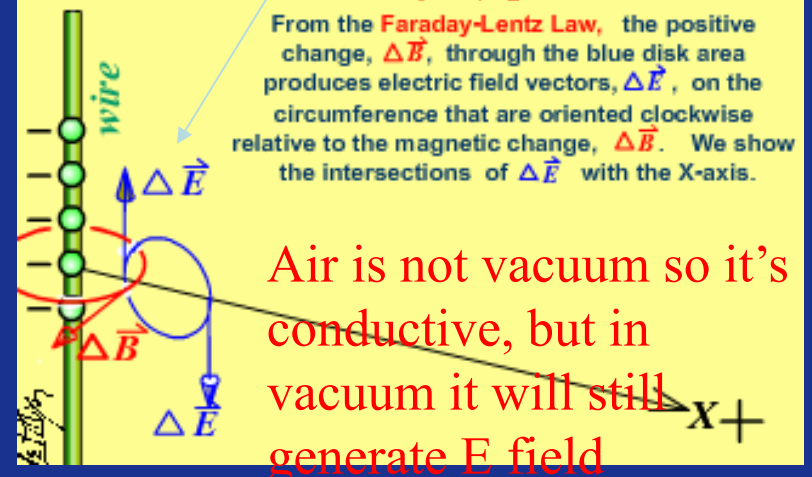 From the Faraday-Lentz Law, the positive
change, ΔB⃗, through the blue disk area
produces electric field vectors, ΔE⃗, on the
circumference that are oriented clockwise
relative to the magnetic change, ΔB⃗. We show
the intersections of ΔE⃗ with the X-axis.
wire
ΔE⃗
ΔB⃗
ΔE⃗
Air is not vacuum so it’s
conductive, but in
vacuum it will still
generate E field
X+